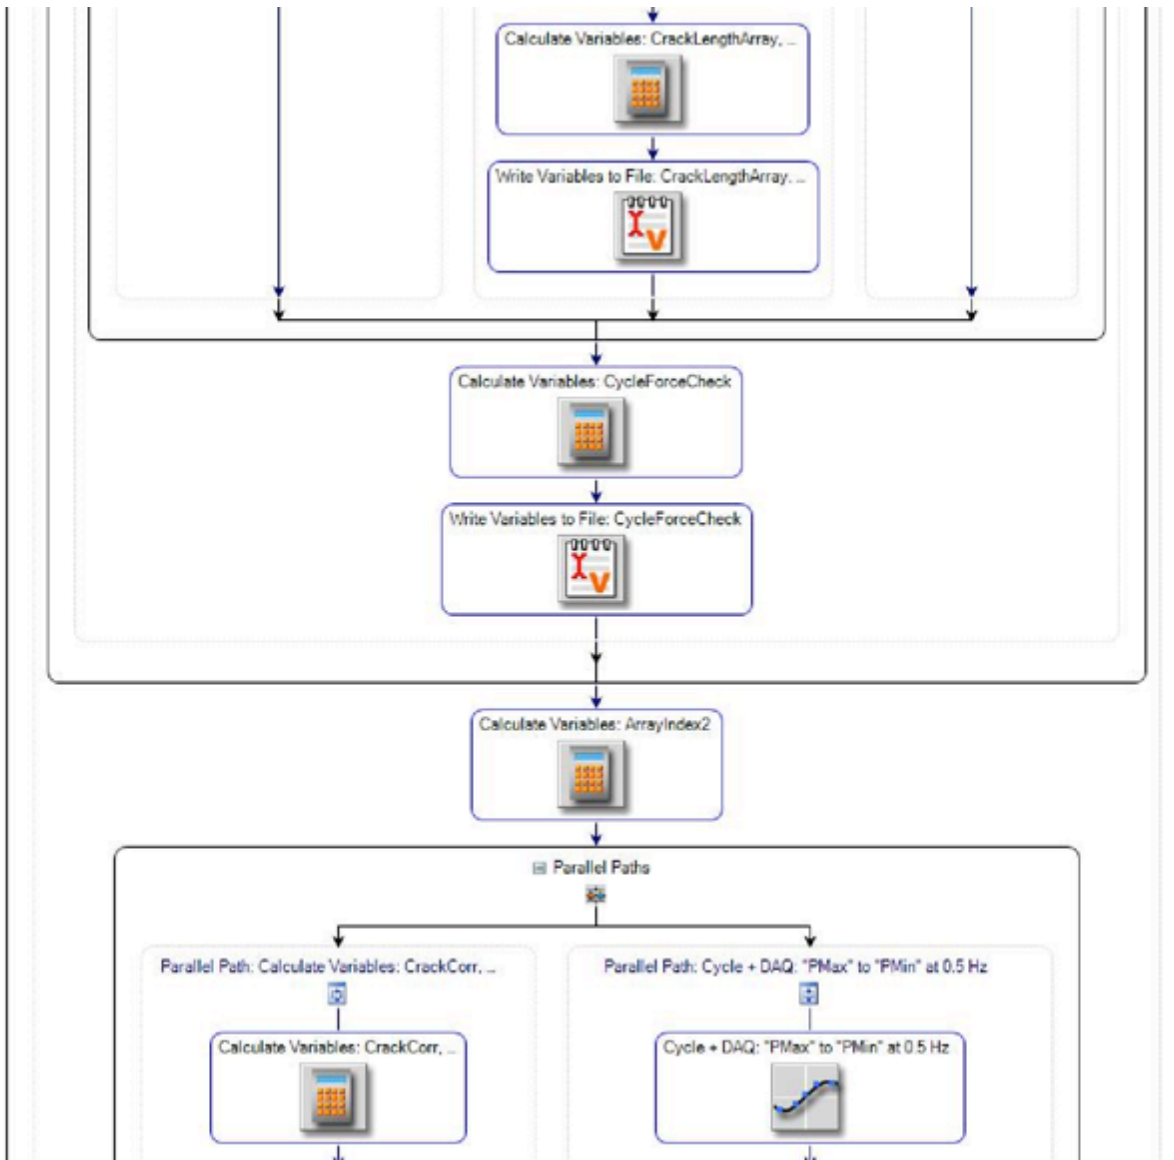 Calculate Variables: CrackLengthArray, ...
Write Variables to File: CrackLengthArray, ...
Calculate Variables: CycleForceCheck
Write Variables to File: CycleForceCheck
Calculate Variables: ArrayIndex2
Parallel Paths
Parallel Path: Calculate Variables: CrackCorr, ...
Parallel Path: Cycle + DAQ: "PMax" to "PMin" at 0.5 Hz
Calculate Variables: CrackCorr, ...
Cycle + DAQ: "PMax" to "PMin" at 0.5 Hz